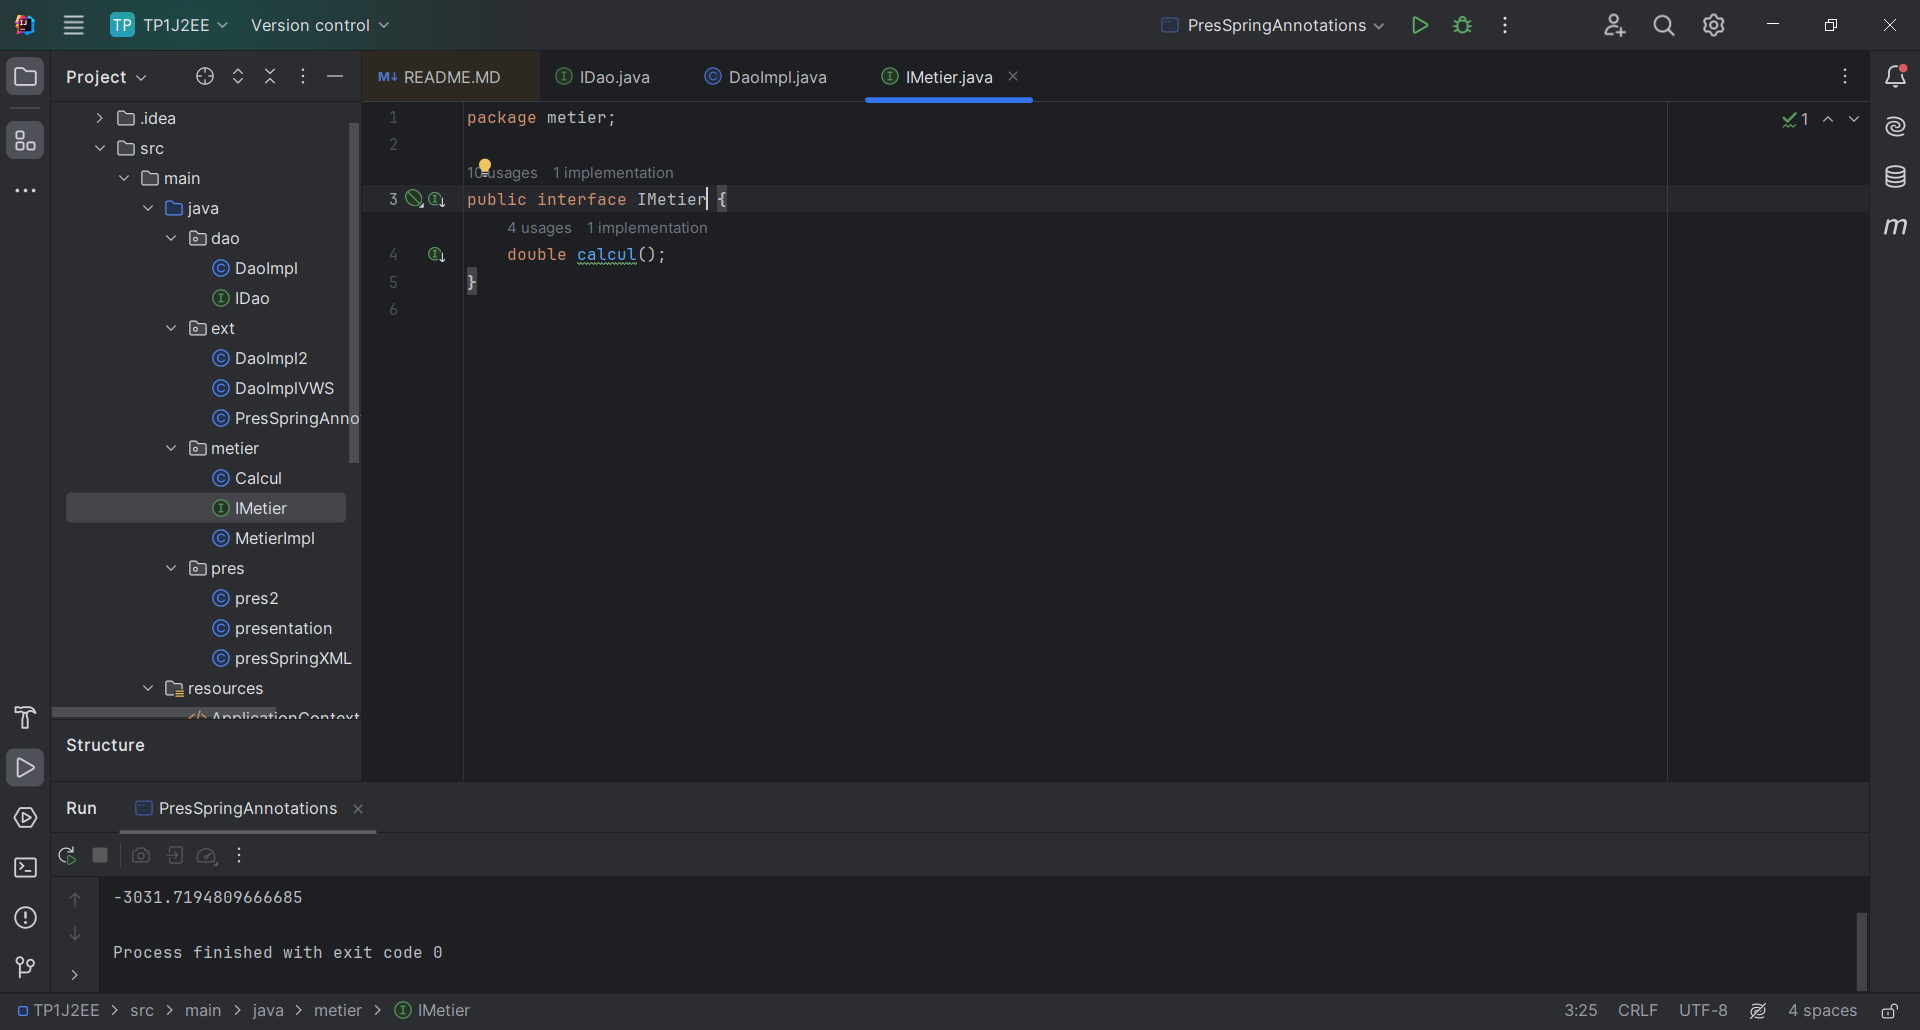 TP TP1J2EE Version control PresSpringAnnotations
Project
README.MD IDao.java DaoImpl.java IMetier.java
.idea
src
main
java
dao
DaoImpl
IDao
ext
DaoImpl2
DaoImplVWS
PresSpringAnno
metier
Calcul
IMetier
MetierImpl
pres
pres2
presentation
presSpringXML
resources
ApplicationContext
Structure
1 package metier;
2
10 usages 1 implementation
3 public interface IMetier {
4 usages 1 implementation
4 double calcul();
5 }
6
1
Run PresSpringAnnotations
-3031.7194809666685
Process finished with exit code 0
TP1J2EE > src > main > java > metier > IMetier 3:25 CRLF UTF-8 4 spaces